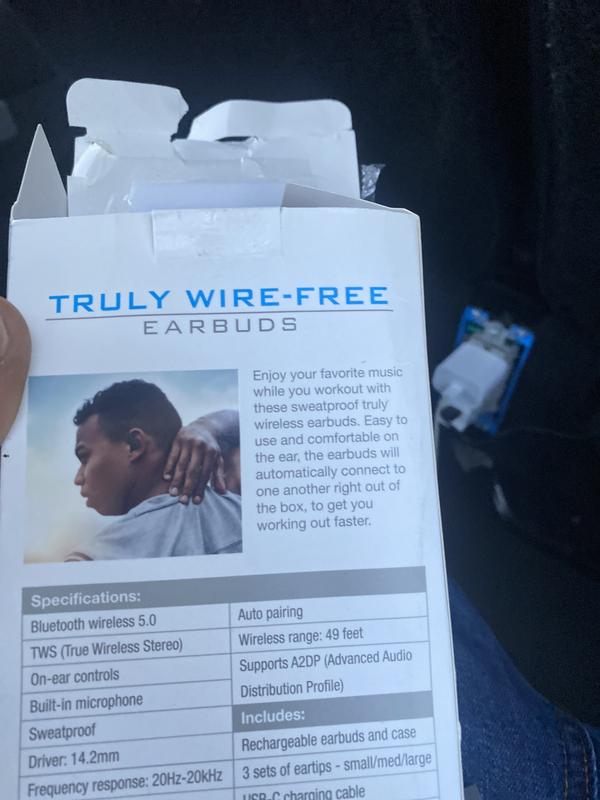 TRULY WIRE-FREE
EARBUDS
Enjoy your favorite music
while you workout with
these sweatproof truly
wireless earbuds. Easy to
use and comfortable on
the ear, the earbuds will
automatically connect to
one another right out of
the box, to get you
working out faster.
Specifications:
Bluetooth wireless 5.0
TWS (True Wireless Stereo)
On-ear controls
Built-in microphone
Sweatproof
Driver: 14.2mm
Frequency response: 20Hz-20kHz
Auto pairing
Wireless range: 49 feet
Supports A2DP (Advanced Audio
Distribution Profile)
Includes:
Rechargeable earbuds and case
3 sets of eartips - small/med/large
USB-C charging cable